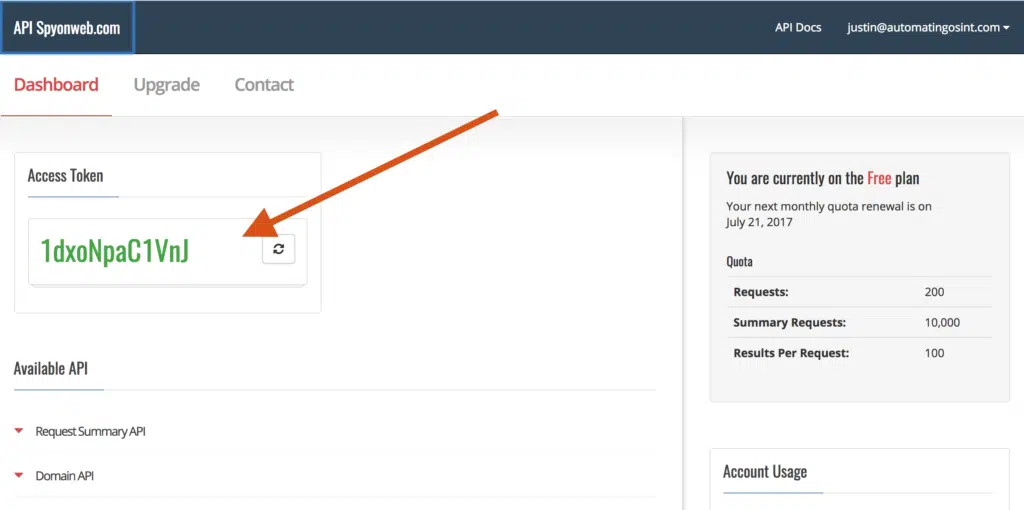 API Spyonweb.com
API Docs
justin@automatingosint.com
Dashboard
Upgrade
Contact
Access Token
1dxoNpaC1VnJ
Available API
Request Summary API
Domain API
You are currently on the Free plan
Your next monthly quota renewal is on
July 21, 2017
Quota
Requests: 200
Summary Requests: 10,000
Results Per Request: 100
Account Usage